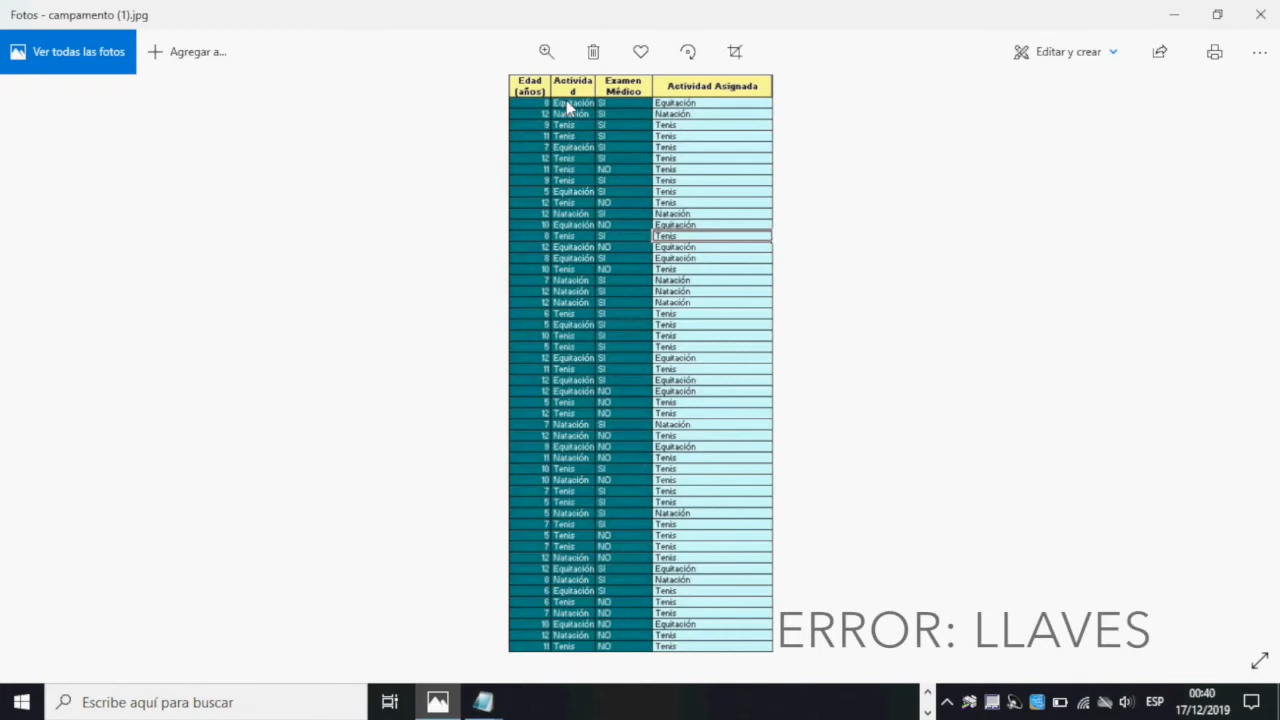 Fotos - campamento (1).jpg
Ver todas las fotos
Agregar a...
Editar y crear
Edad (años) Actividad Examen Médico Actividad Asignada
8 Equitación SI Equitación
12 Natación SI Natación
9 Tenis SI Tenis
11 Tenis SI Tenis
7 Equitación SI Tenis
12 Tenis SI Tenis
11 Tenis NO Tenis
9 Tenis SI Tenis
5 Equitación SI Tenis
12 Tenis NO Tenis
12 Natación SI Natación
10 Equitación NO Equitación
8 Tenis SI Tenis
12 Equitación NO Equitación
8 Equitación SI Equitación
10 Tenis NO Tenis
7 Natación SI Natación
12 Natación SI Natación
12 Natación SI Natación
6 Tenis SI Tenis
5 Equitación SI Tenis
10 Tenis SI Tenis
5 Tenis SI Tenis
12 Equitación SI Equitación
11 Tenis SI Tenis
12 Equitación SI Equitación
12 Equitación NO Equitación
5 Tenis NO Tenis
12 Tenis NO Tenis
7 Natación SI Natación
12 Natación NO Tenis
9 Equitación NO Equitación
11 Natación NO Tenis
10 Tenis SI Tenis
10 Natación NO Tenis
7 Tenis SI Tenis
5 Tenis SI Tenis
5 Natación SI Natación
7 Tenis SI Tenis
5 Tenis NO Tenis
7 Tenis NO Tenis
12 Natación NO Tenis
12 Equitación SI Equitación
8 Natación SI Natación
6 Equitación SI Tenis
6 Tenis NO Tenis
7 Natación NO Tenis
10 Equitación NO Equitación
12 Natación NO Tenis
11 Tenis NO Tenis
ERROR: LLAVES
Escribe aquí para buscar
ESP
00:40
17/12/2019